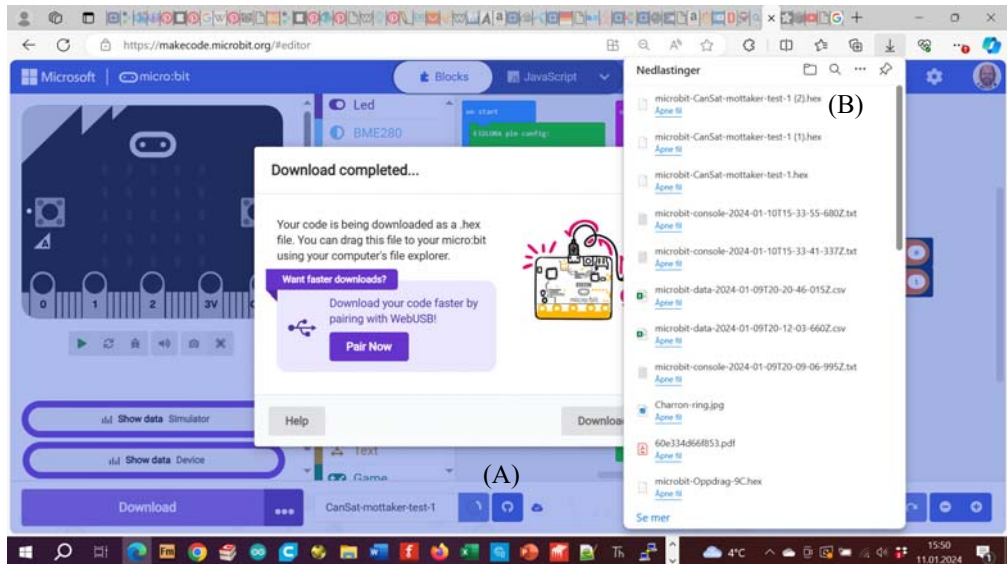 https://makecode.microbit.org/#editor
Microsoft
micro:bit
Blocks
JavaScript
Led
BME280
on start
pin config:
0
1
2
3V
Show data Simulator
Show data Device
Download
CanSat-mottaker-test-1
Text
Game
(A)
Download completed...
Your code is being downloaded as a .hex
file. You can drag this file to your micro:bit
using your computer's file explorer.
Want faster downloads?
Download your code faster by
pairing with WebUSB!
Pair Now
Help
Downloa
Nedlastinger
(B)
microbit-CanSat-mottaker-test-1 (2).hex
Åpne fil
microbit-CanSat-mottaker-test-1 (1).hex
Åpne fil
microbit-CanSat-mottaker-test-1.hex
Åpne fil
microbit-console-2024-01-10T15-33-55-680Z.txt
Åpne fil
microbit-console-2024-01-10T15-33-41-337Z.txt
Åpne fil
microbit-data-2024-01-09T20-20-46-015Z.csv
Åpne fil
microbit-data-2024-01-09T20-12-03-660Z.csv
Åpne fil
microbit-console-2024-01-09T20-09-06-995Z.txt
Åpne fil
Charron-ring.jpg
Åpne fil
60e334d66f853.pdf
Åpne fil
microbit-Oppdrag-9C.hex
Åpne fil
Se mer
4°C
15:50
11.01.2024